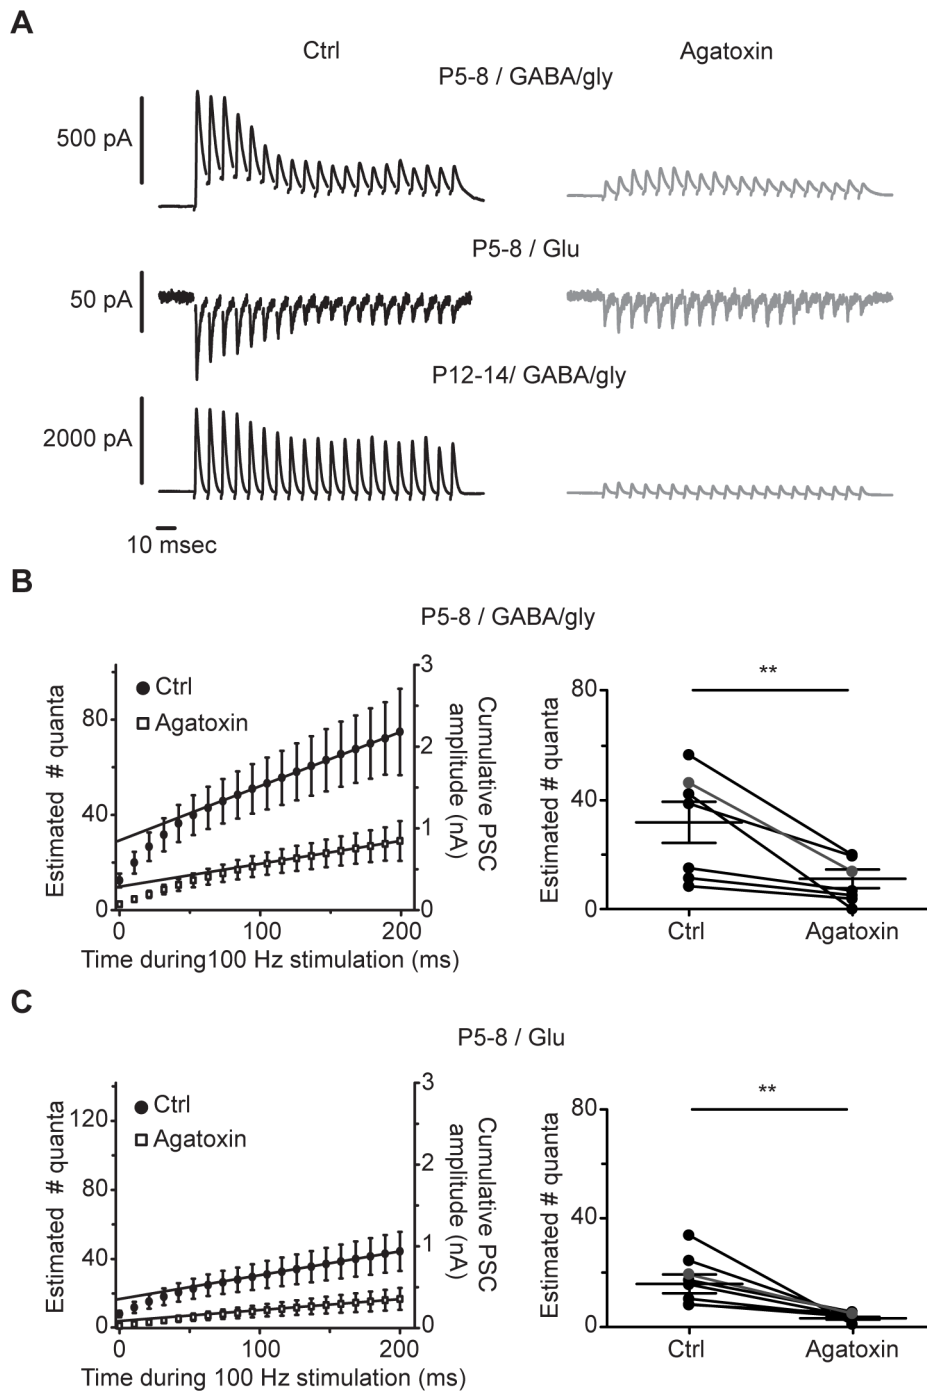 A
Ctrl
Agatoxin
P5-8 / GABA/gly
500 pA
P5-8 / Glu
50 pA
P12-14/ GABA/gly
2000 pA
10 msec
B
P5-8 / GABA/gly
Estimated # quanta
80
40
0
Ctrl
Agatoxin
3
2
1
0
Cumulative PSC
amplitude (nA)
0
100
200
Time during100 Hz stimulation (ms)
Estimated # quanta
80
40
0
**
Ctrl
Agatoxin
C
P5-8 / Glu
Estimated # quanta
120
80
40
0
Ctrl
Agatoxin
3
2
1
0
Cumulative PSC
amplitude (nA)
0
100
200
Time during 100 Hz stimulation (ms)
Estimated # quanta
80
40
0
**
Ctrl
Agatoxin